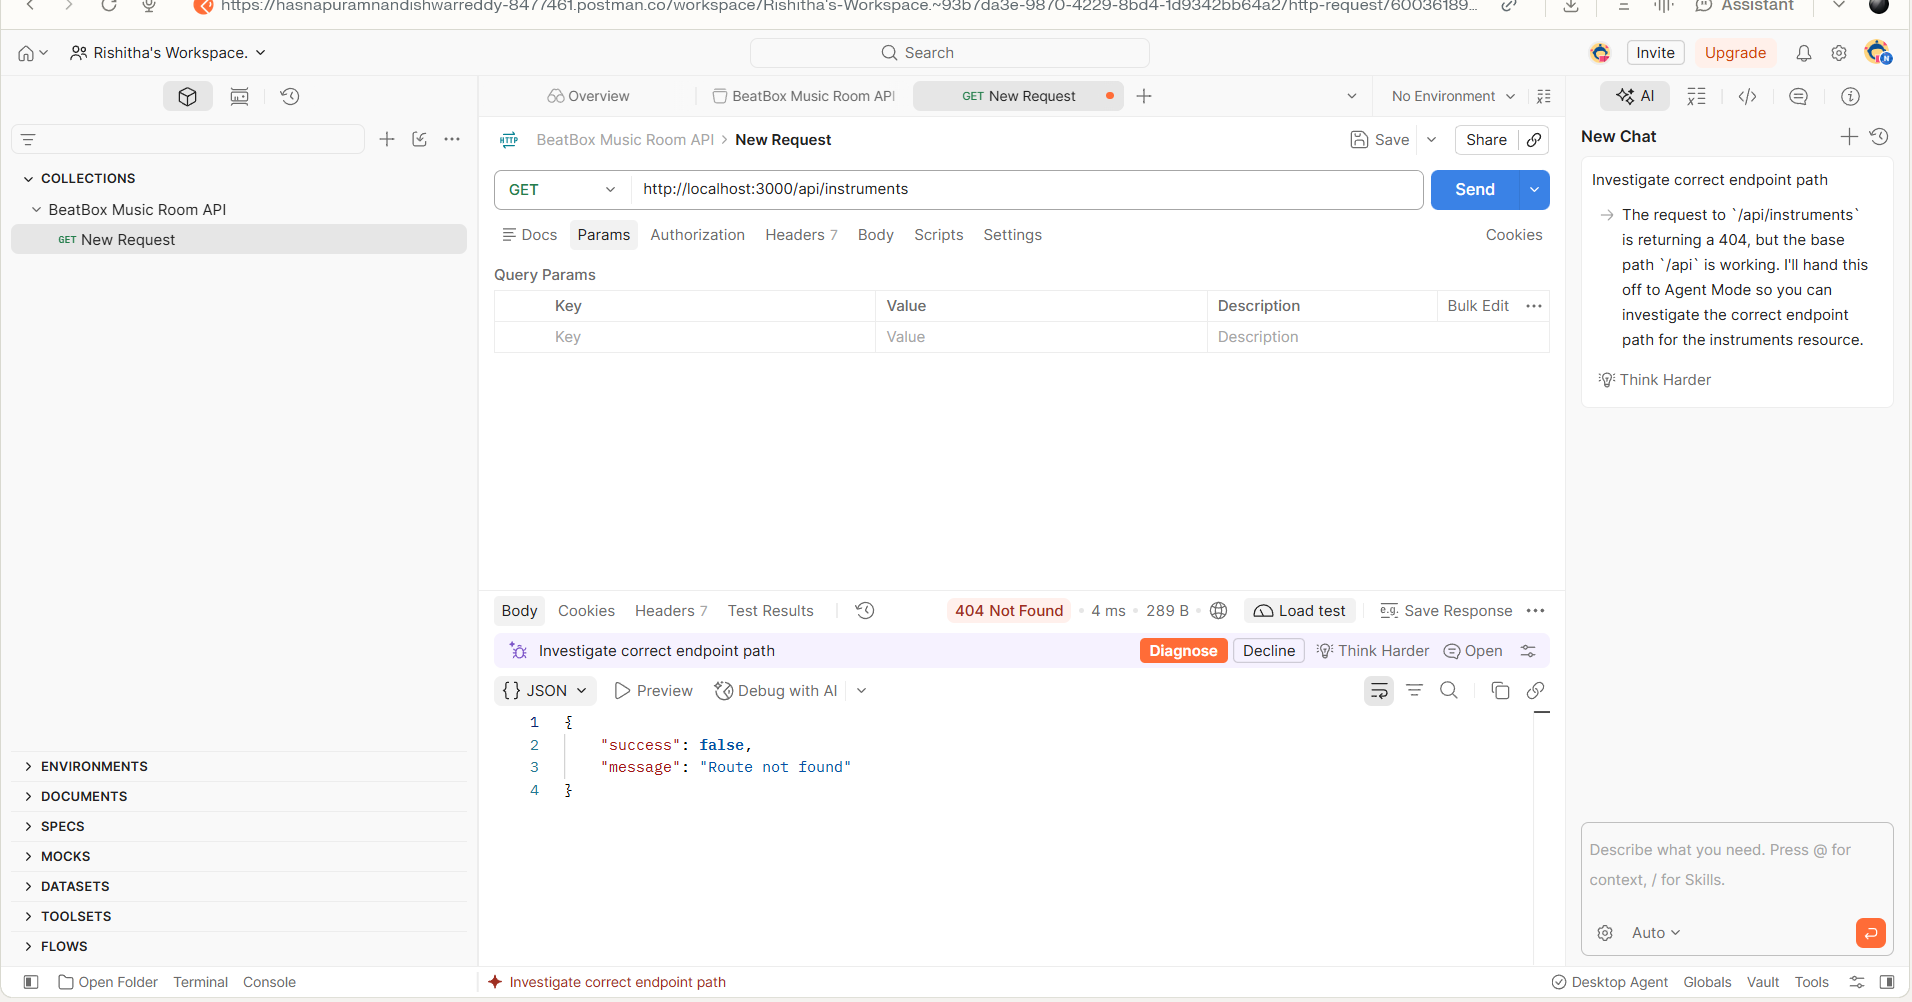 https://hasnapuramnandishwarreddy-8477461.postman.co/workspace/Rishitha's-Workspace.~93b7da3e-9870-4229-8bd4-1d9342bb64a2/http-request/60036189...
Assistant
Rishitha's Workspace.
Search
Invite
Upgrade
Overview
BeatBox Music Room API
GET New Request
No Environment
AI
BeatBox Music Room API > New Request
Save
Share
New Chat
COLLECTIONS
BeatBox Music Room API
GET New Request
GET
http://localhost:3000/api/instruments
Send
Docs
Params
Authorization
Headers 7
Body
Scripts
Settings
Cookies
Query Params
Key
Value
Description
Bulk Edit
Key
Value
Description
Investigate correct endpoint path
The request to `/api/instruments`
is returning a 404, but the base
path `/api` is working. I'll hand this
off to Agent Mode so you can
investigate the correct endpoint
path for the instruments resource.
Think Harder
Body
Cookies
Headers 7
Test Results
404 Not Found
4 ms
289 B
Load test
e.g. Save Response
Investigate correct endpoint path
Diagnose
Decline
Think Harder
Open
{} JSON
Preview
Debug with AI
1 {
2 "success": false,
3 "message": "Route not found"
4 }
ENVIRONMENTS
DOCUMENTS
SPECS
MOCKS
DATASETS
TOOLSETS
FLOWS
Describe what you need. Press @ for
context, / for Skills.
Auto
Open Folder
Terminal
Console
Investigate correct endpoint path
Desktop Agent
Globals
Vault
Tools